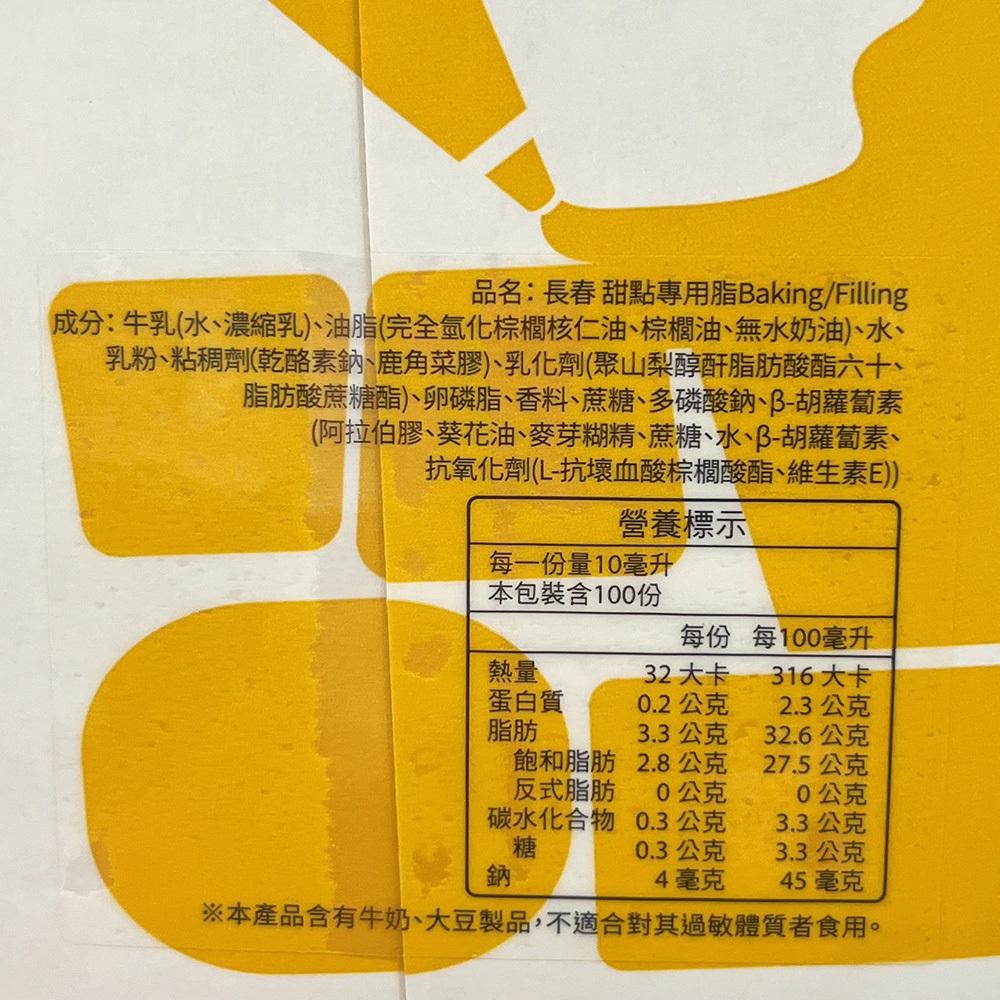 品名：長春 甜點專用脂Baking/Filling
成分：牛乳(水、濃縮乳)、油脂(完全氫化棕櫚核仁油、棕櫚油、無水奶油)、水、
乳粉、粘稠劑(乾酪素鈉、鹿角菜膠)、乳化劑(聚山梨醇酐脂肪酸酯六十、
脂肪酸蔗糖酯)、卵磷脂、香料、蔗糖、多磷酸鈉、β-胡蘿蔔素
(阿拉伯膠、葵花油、麥芽糊精、蔗糖、水、β-胡蘿蔔素、
抗氧化劑(L-抗壞血酸棕櫚酸酯、維生素E))
營養標示
每一份量10毫升
本包裝含100份
每份 每100毫升
熱量 32 大卡 316 大卡
蛋白質 0.2 公克 2.3 公克
脂肪 3.3 公克 32.6 公克
飽和脂肪 2.8 公克 27.5 公克
反式脂肪 0 公克 0 公克
碳水化合物 0.3 公克 3.3 公克
糖 0.3 公克 3.3 公克
鈉 4 毫克 45 毫克
※本產品含有牛奶、大豆製品，不適合對其過敏體質者食用。